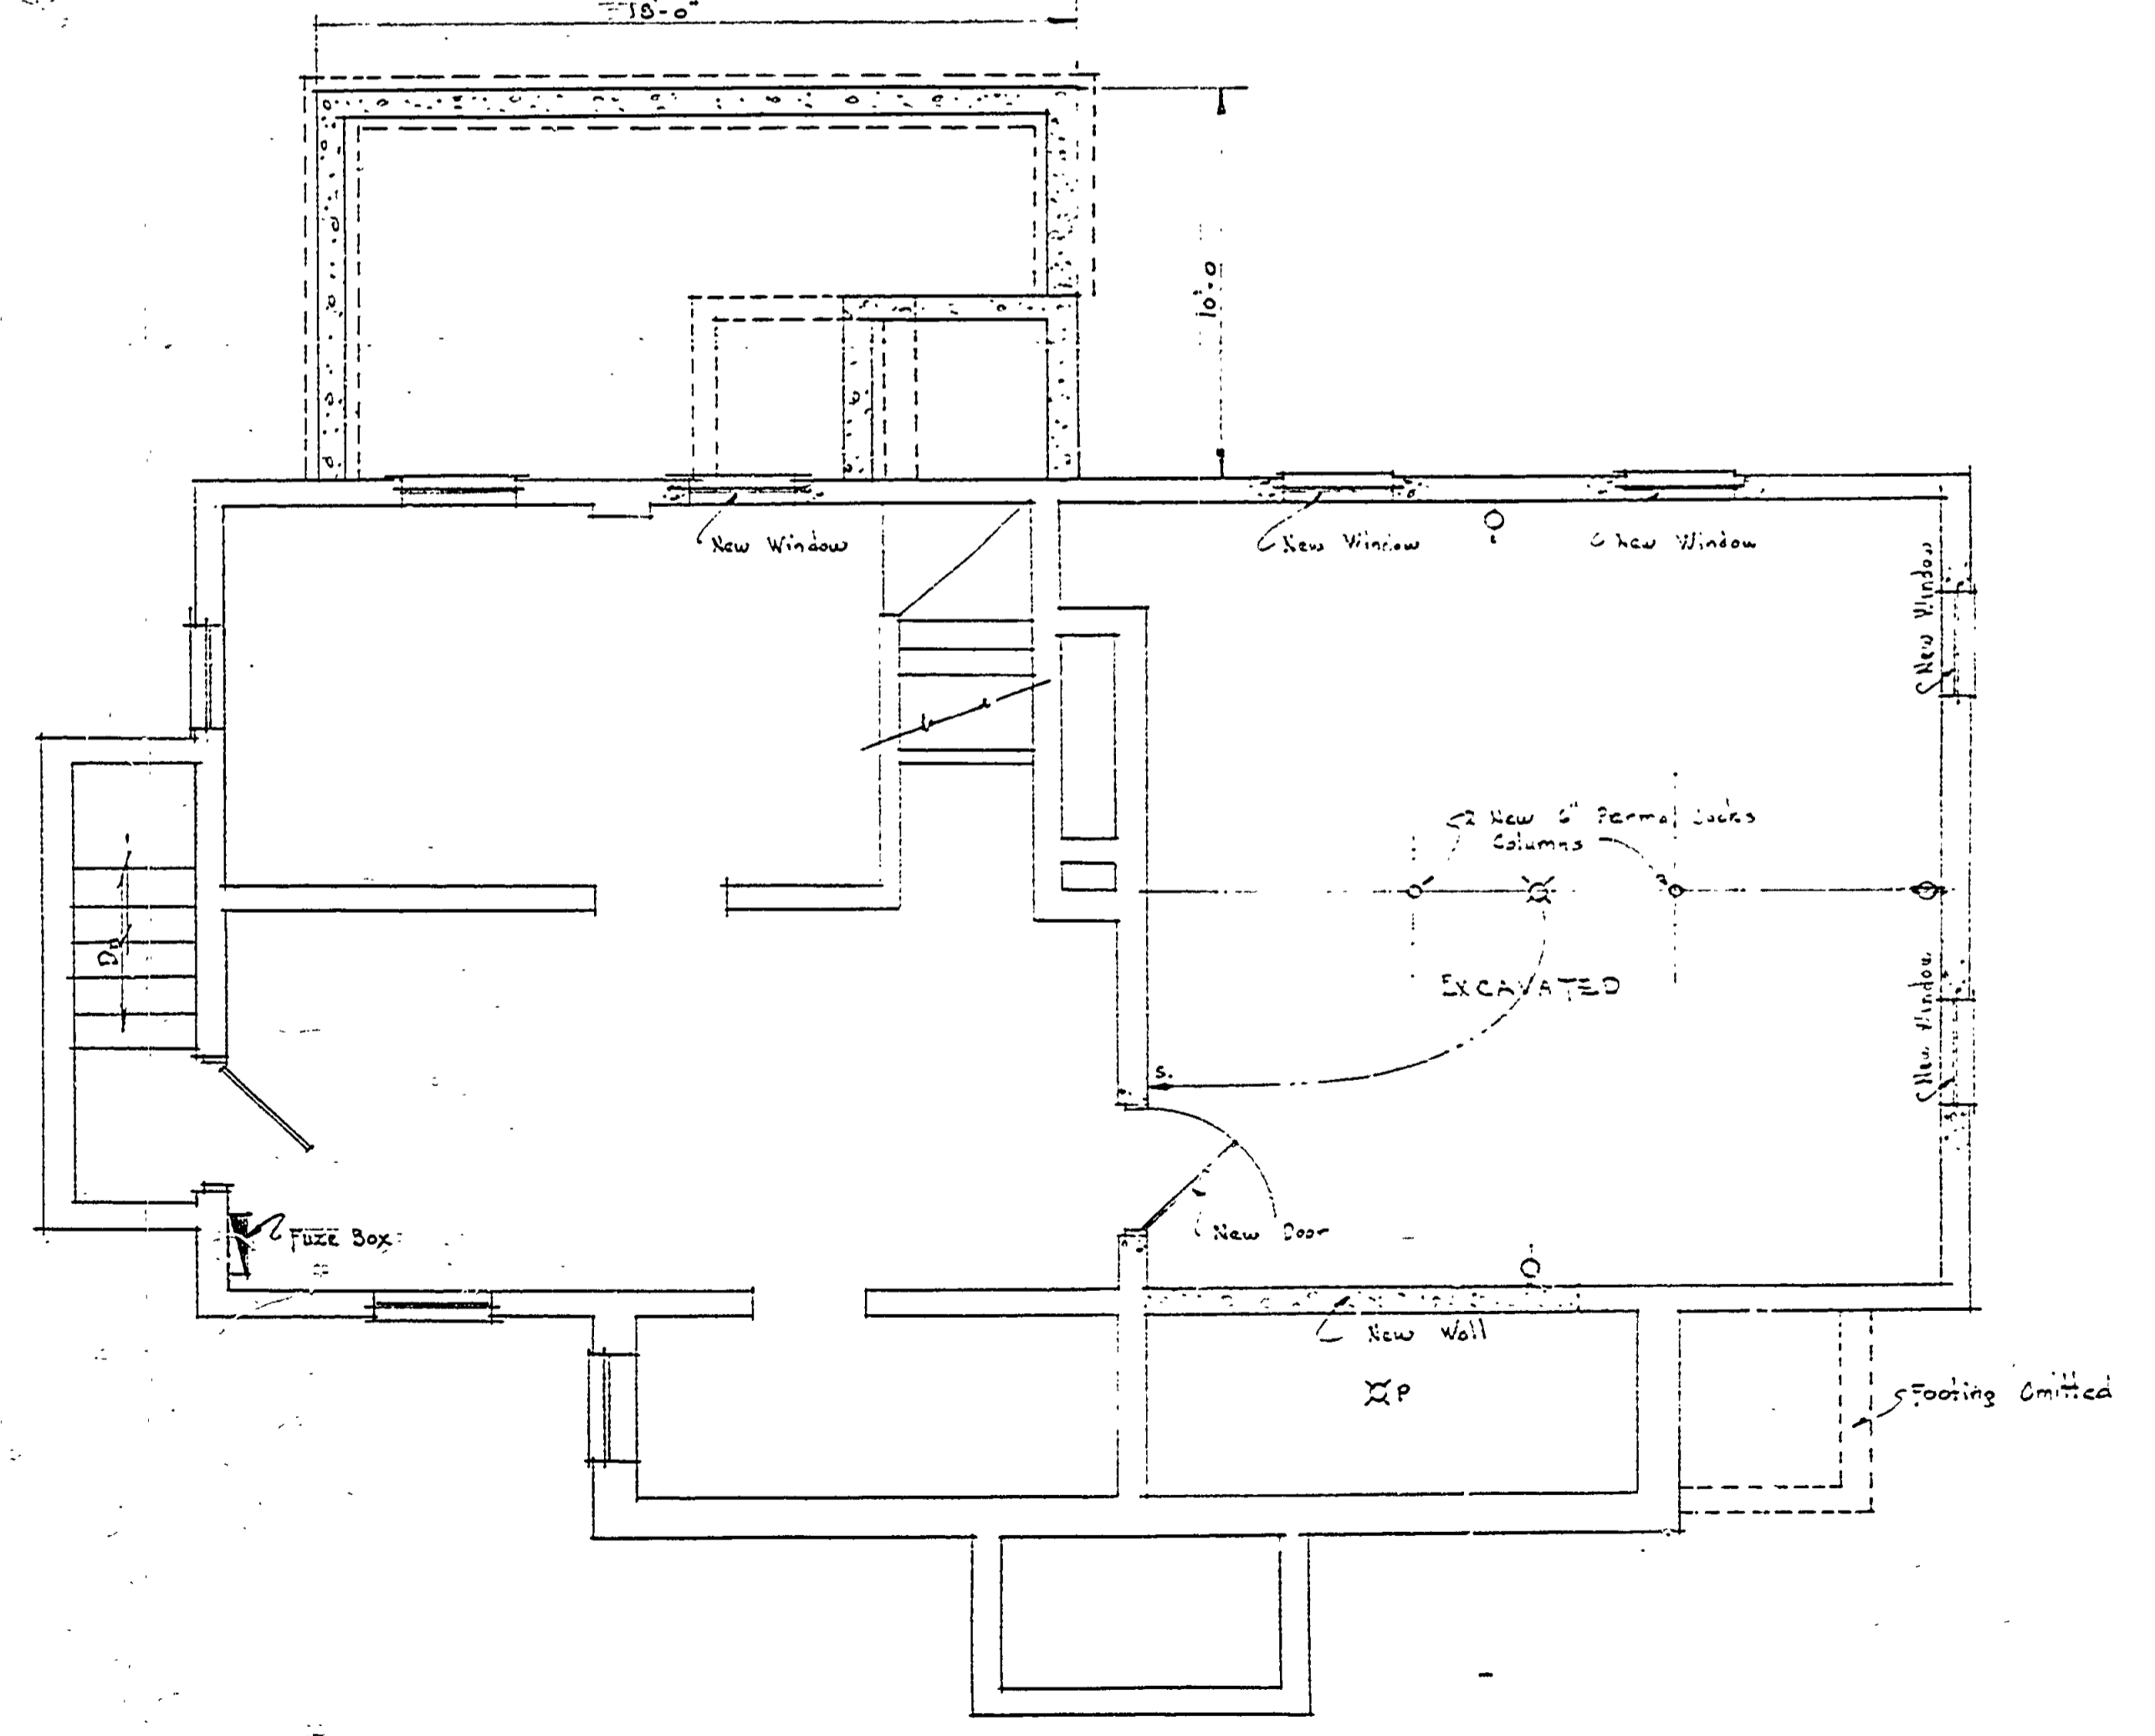 18-0"
10'-0
New Window
New Window
New Window
New Window
2 New 6" Perma Jacks
Columns
EXCAVATED
Dn
New Window
S.
New Door
Fuze Box
New Wall
P
Footing Omitted